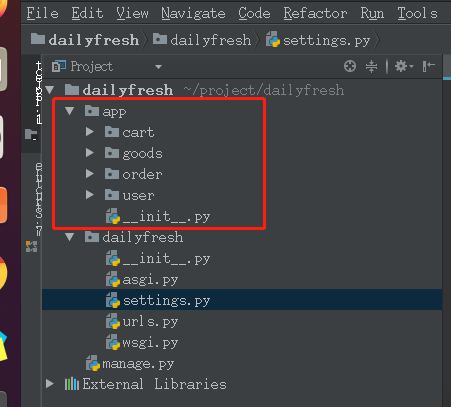 File Edit View Navigate Code Refactor Run Tools
dailyfresh dailyfresh settings.py
Project
dailyfresh ~/project/dailyfresh
app
cart
goods
order
user
__init__.py
dailyfresh
__init__.py
asgi.py
settings.py
urls.py
wsgi.py
manage.py
External Libraries